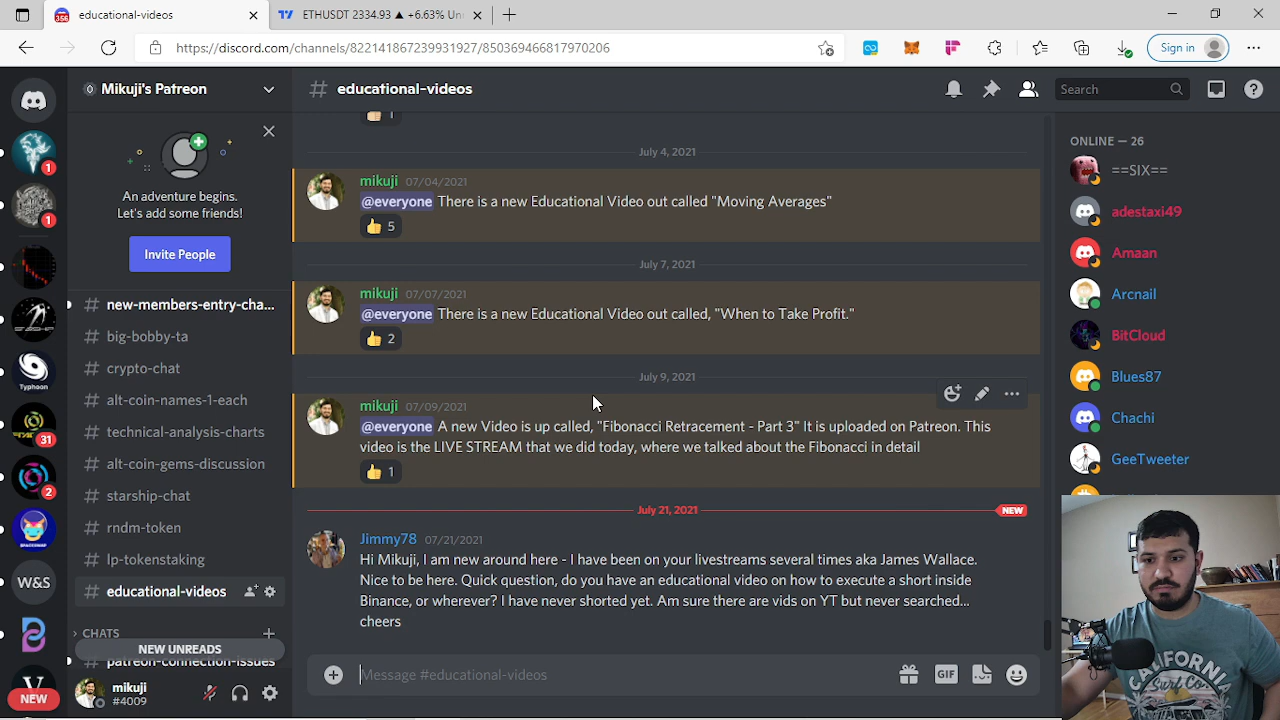 356
educational-videos
ETHUSDT 2334.93 ▲ +6.63% Un
https://discord.com/channels/822141867239931927/850369466817970206
Sign in
Mikuji's Patreon
educational-videos
Search
An adventure begins.
Let's add some friends!
Invite People
new-members-entry-cha...
big-bobby-ta
crypto-chat
alt-coin-names-1-each
technical-analysis-charts
alt-coin-gems-discussion
starship-chat
rndm-token
lp-tokenstaking
educational-videos
CHATS
NEW UNREADS
patreon-connection-issues
mikuji
#4009
1
1
STARSHIP
Typhoon
31
2
SPACESWAP
W&S
V
NEW
1
July 4, 2021
mikuji 07/04/2021
@everyone There is a new Educational Video out called "Moving Averages"
5
July 7, 2021
mikuji 07/07/2021
@everyone There is a new Educational Video out called, "When to Take Profit."
2
July 9, 2021
mikuji 07/09/2021
@everyone A new Video is up called, "Fibonacci Retracement - Part 3" It is uploaded on Patreon. This
video is the LIVE STREAM that we did today, where we talked about the Fibonacci in detail
1
July 21, 2021
NEW
Jimmy78 07/21/2021
Hi Mikuji, I am new around here - I have been on your livestreams several times aka James Wallace.
Nice to be here. Quick question, do you have an educational video on how to execute a short inside
Binance, or wherever? I have never shorted yet. Am sure there are vids on YT but never searched...
cheers
Message #educational-videos
GIF
ONLINE — 26
==SIX==
adestaxi49
Amaan
Arcnail
BitCloud
Blues87
Chachi
GeeTweeter
CALIFORNIA
Surf Co.